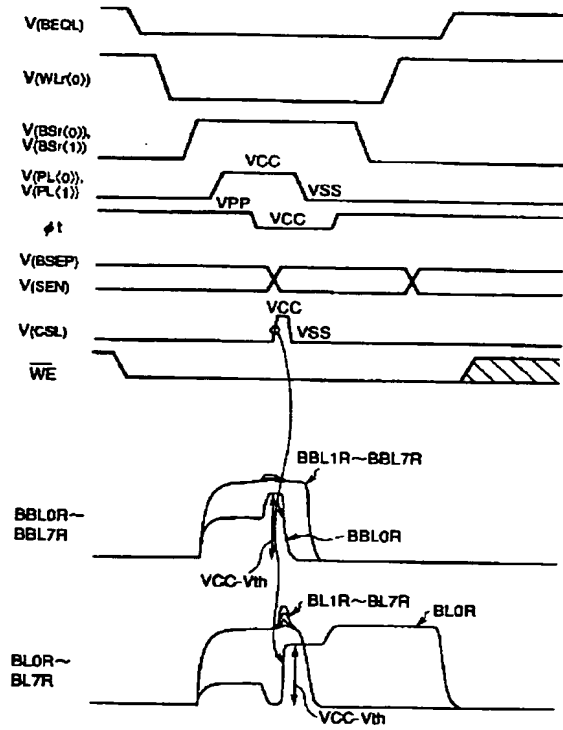 V(BEQL)
V(WLr(0))
V(BSr(0)),
V(BSr(1))
VCC
V(PL(0)),
V(PL(1))
VSS
VPP
VCC
φt
V(BSEP)
V(SEN)
VCC
V(CSL)
VSS
WE
BBL1R~BBL7R
BBL0R~
BBL7R
BBL0R
VCC-Vth
BL1R~BL7R
BL0R
BL0R~
BL7R
VCC-Vth